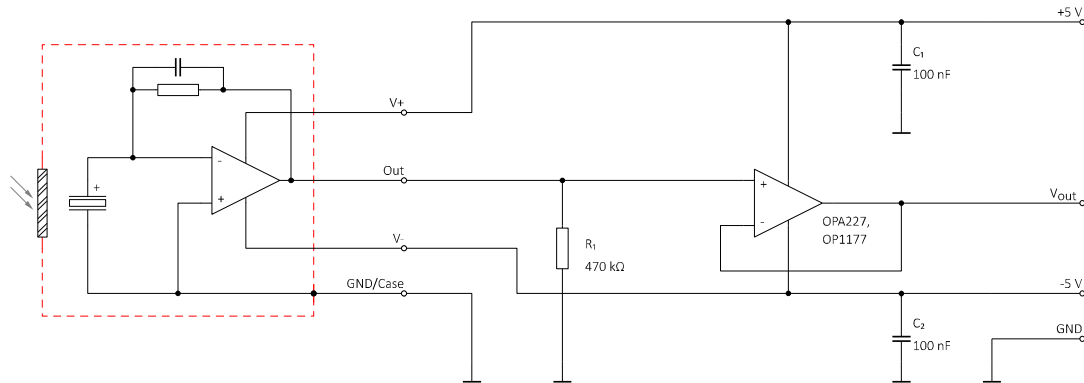 +5 V
C₁
100 nF
V+
-
+
+
Out
+
-
OPA227,
OP1177
Vout
R₁
470 kΩ
V-
GND/Case
-5 V
C₂
100 nF
GND